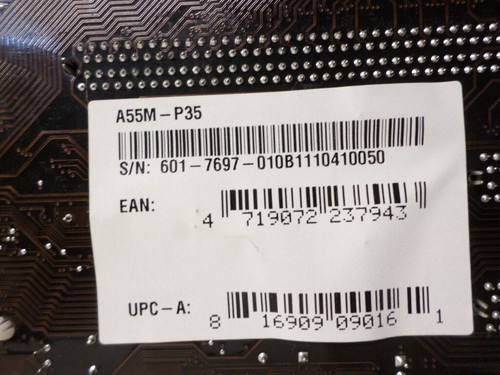 A55M-P35
S/N: 601-7697-010B1110410050
EAN: 4 719072 237943
UPC-A: 8 16909 09016 1